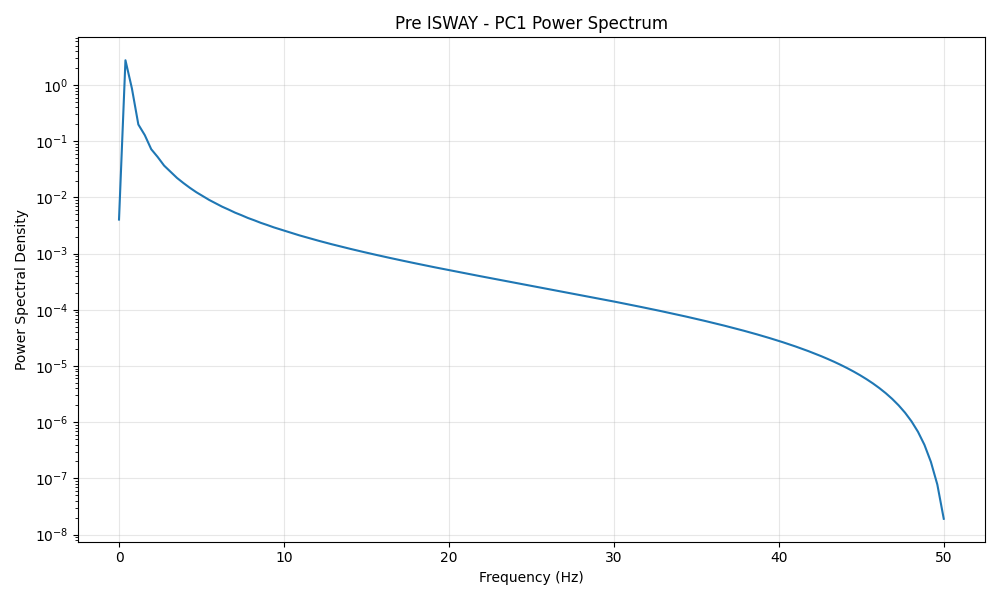 Pre ISWAY - PC1 Power Spectrum
Power Spectral Density
10⁰
10⁻¹
10⁻²
10⁻³
10⁻⁴
10⁻⁵
10⁻⁶
10⁻⁷
10⁻⁸
0 10 20 30 40 50
Frequency (Hz)